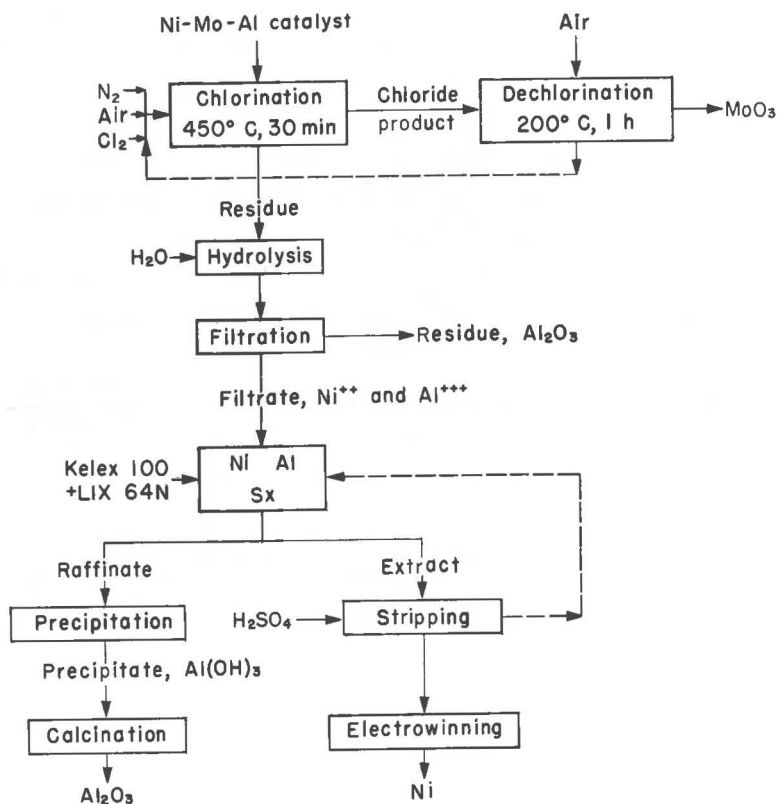 Ni-Mo-Al catalyst
Air
N₂
Air
Cl₂
Chlorination
450° C, 30 min
Chloride
product
Dechlorination
200° C, 1 h
MoO₃
Residue
H₂O
Hydrolysis
Filtration
Residue, Al₂O₃
Filtrate, Ni⁺⁺ and Al⁺⁺⁺
Kelex 100
+LIX 64N
Ni Al
Sx
Raffinate
Extract
Precipitation
H₂SO₄
Stripping
Precipitate, Al(OH)₃
Calcination
Electrowinning
Al₂O₃
Ni